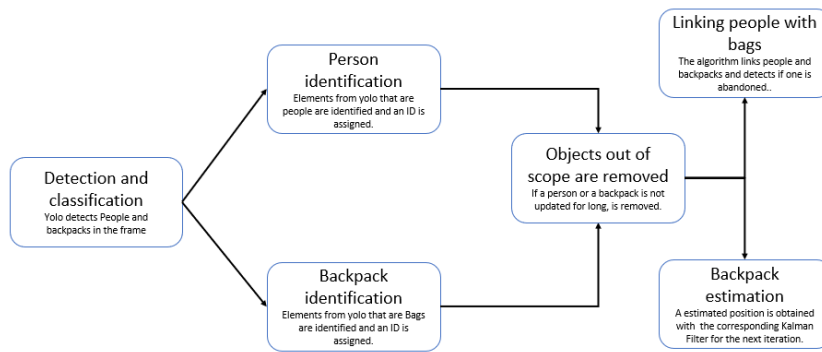 Detection and
classification
Yolo detects People and
backpacks in the frame
Person
identification
Elements from yolo that are
people are identified and an ID is
assigned.
Backpack
identification
Elements from yolo that are Bags
are identified and an ID is
assigned.
Objects out of
scope are removed
If a person or a backpack is not
updated for long, is removed.
Linking people with
bags
The algorithm links people and
backpacks and detects if one is
abandoned..
Backpack
estimation
A estimated position is obtained
with the corresponding Kalman
Filter for the next iteration.